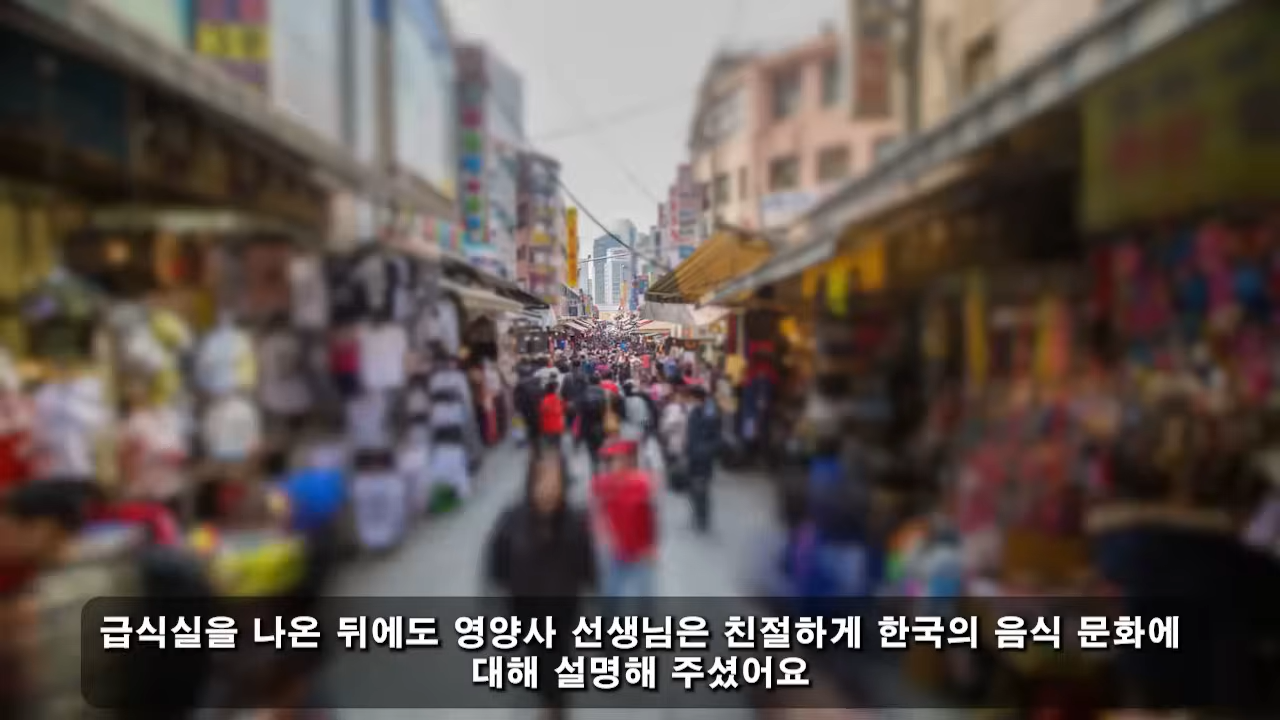 급식실을 나온 뒤에도 영양사 선생님은 친절하게 한국의 음식 문화에
대해 설명해 주셨어요